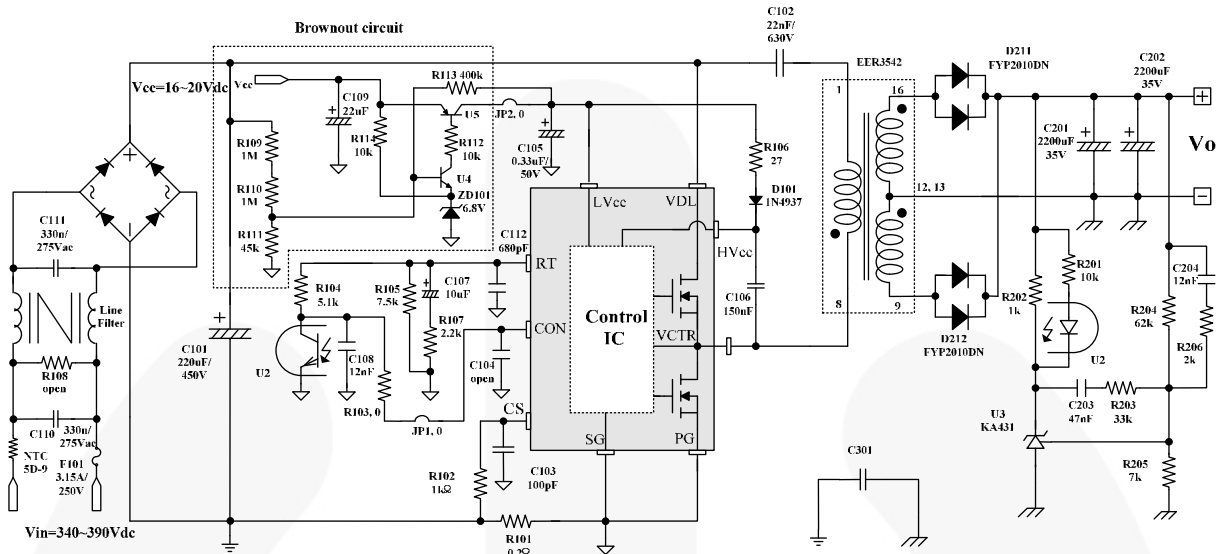 Brownout circuit
Vcc=16~20Vdc
Vcc
C109
22uF
R113 400k
U5
JP2, 0
R114
10k
R112
10k
U4
ZD101
6.8V
R109
1M
R110
1M
R111
45k
C105
0.33uF/
50V
C102
22nF/
630V
EER3542
1
8
16
12, 13
9
D211
FYP2010DN
D212
FYP2010DN
C201
2200uF
35V
C202
2200uF
35V
+
Vo
−
R106
27
D101
1N4937
C106
150nF
LVcc
VDL
HVcc
RT
CON
CS
SG
PG
VCTR
Control
IC
C111
330n/
275Vac
Line
Filter
R108
open
C110
330n/
275Vac
NTC
5D-9
F101
3.15A/
250V
Vin=340~390Vdc
C101
220uF/
450V
R104
5.1k
U2
C108
12nF
R103, 0
JP1, 0
R105
7.5k
C107
10uF
R107
2.2k
C112
680pF
C104
open
R102
1kΩ
C103
100pF
R101
0.2Ω
C301
R202
1k
R201
10k
U2
R204
62k
C204
12nF
R206
2k
C203
47nF
R203
33k
U3
KA431
R205
7k